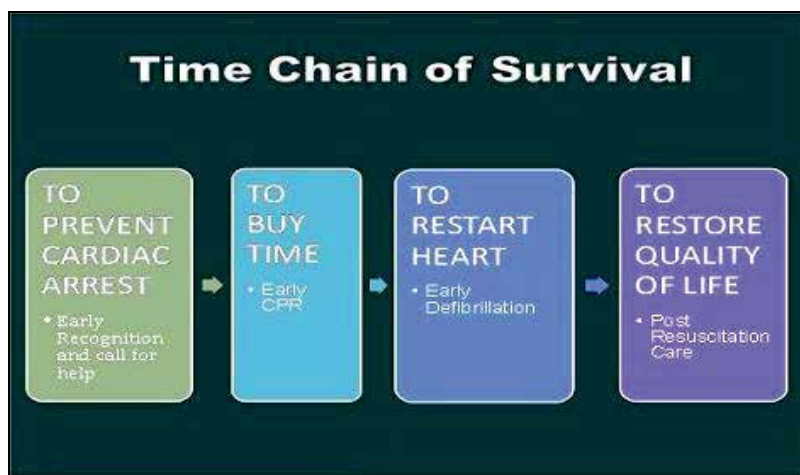 Time Chain of Survival
TO
PREVENT
CARDIAC
ARREST
• Early
Recognition
and call for
help
TO
BUY
TIME
• Early
CPR
TO
RESTART
HEART
• Early
Defibrillation
TO
RESTORE
QUALITY
OF LIFE
• Post
Resuscitation
Care